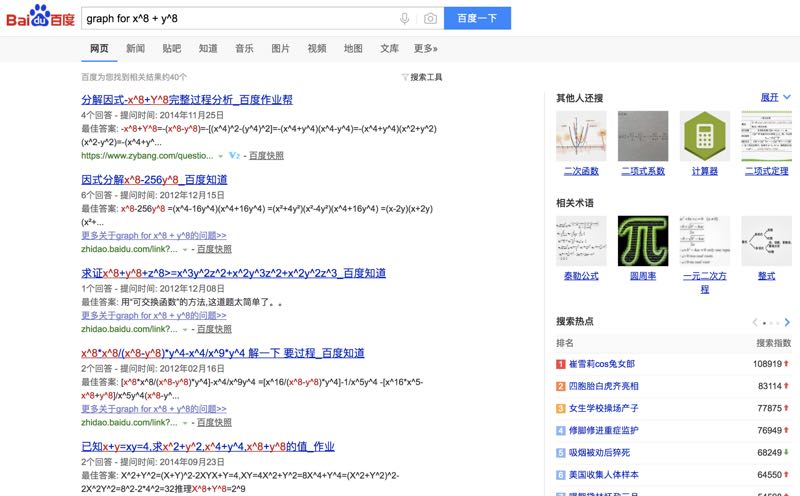 Bai du 百度
graph for x^8 + y^8
百度一下
网页 新闻 贴吧 知道 音乐 图片 视频 地图 文库 更多»
百度为您找到相关结果约40个
搜索工具
分解因式-x^8+Y^8完整过程分析_百度作业帮
4个回答 - 提问时间: 2014年11月25日
最佳答案: -x^8+Y^8=-(x^8-y^8)=-[(x^4)^2-(y^4)^2]=-(x^4+y^4)(x^4-y^4)=-(x^4+y^4)(x^2+y^2)
(x^2-y^2)=-(x^4+y^...
https://www.zybang.com/questio... - 百度快照
因式分解x^8-256y^8_百度知道
6个回答 - 提问时间: 2012年12月15日
最佳答案: x^8-256y^8 =(x^4-16y^4)(x^4+16y^4) =(x²+4y²)(x²-4y²)(x^4+16y^4) =(x-2y)(x+2y)
(x²+...
更多关于graph for x^8 + y^8的问题>>
zhidao.baidu.com/link?... - 百度快照
求证x^8+y^8+z^8>=x^3y^2z^2+x^2y^3z^2+x^2y^2z^3_百度知道
1个回答 - 提问时间: 2012年12月08日
最佳答案: 用“可交换函数”的方法,这道题太简单了。。
更多关于graph for x^8 + y^8的问题>>
zhidao.baidu.com/link?... - 百度快照
x^8*x^8/(x^8-y^8)*y^4-x^4/x^9*y^4 解一下 要过程_百度知道
2个回答 - 提问时间: 2012年02月16日
最佳答案: [x^8*x^8/(x^8-y^8)*y^4]-x^4/x^9y^4 =[x^16/(x^8-y^8)*y^4]-1/x^5y^4 -[x^16*x^5-
x^8+y^8]/x^5y^4(x^8-y^...
更多关于graph for x^8 + y^8的问题>>
zhidao.baidu.com/link?... - 百度快照
已知x+y=xy=4,求x^2+y^2,x^4+y^4,x^8+y^8的值_作业
2个回答 - 提问时间: 2014年09月23日
最佳答案: X^2+Y^2=(X+Y)^2-2XYX+Y=4,XY=4X^2+Y^2=8X^4+Y^4=(X^2+Y^2)^2-
2X^2Y^2=8^2-2*4^2=32推理X^8+Y^8=2^9
其他人还搜 展开
二次函数 二项式系数 计算器 二项式定理
相关术语
泰勒公式 圆周率 一元二次方 整式
程
搜索热点
排名 搜索指数
1 崔雪莉cos兔女郎 108919
2 四胞胎白虎齐亮相 83114
3 女生学校操场产子 77875
4 修脚修进重症监护 76949
5 吸烟被劝后猝死 68249
6 美国收集人体样本 64550